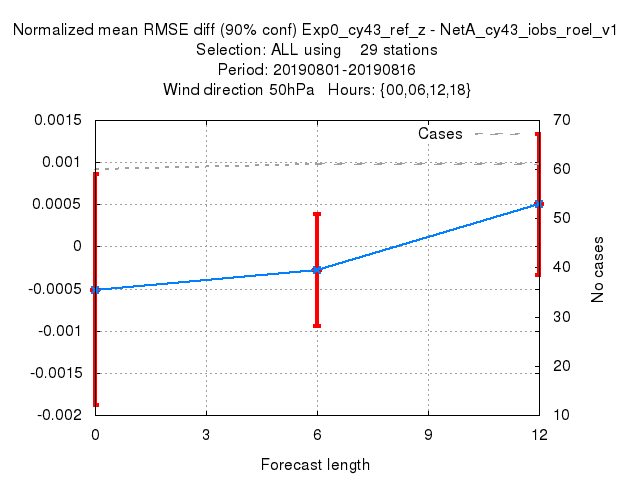 Normalized mean RMSE diff (90% conf) Exp0_cy43_ref_z - NetA_cy43_iobs_roel_v1
Selection: ALL using 29 stations
Period: 20190801-20190816
Wind direction 50hPa Hours: {00,06,12,18}
Cases
0.0015
0.001
0.0005
0
-0.0005
-0.001
-0.0015
-0.002
70
60
50
40
30
20
10
No cases
0 3 6 9 12
Forecast length